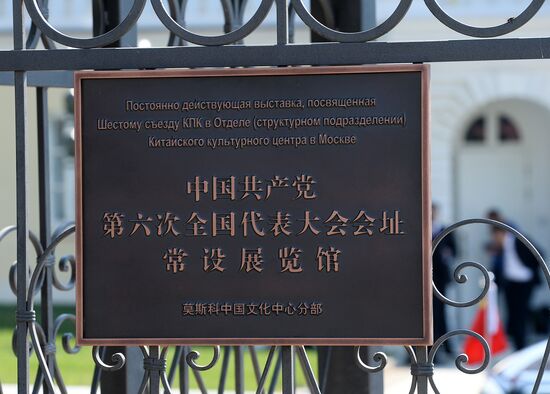 Постоянно действующая выставка, посвященная
Шестому съезду КПК в Отделе (структурном подразделении)
Китайского культурного центра в Москве
中国共产党
第六次全国代表大会会址
常设展览馆
莫斯科中国文化中心分部